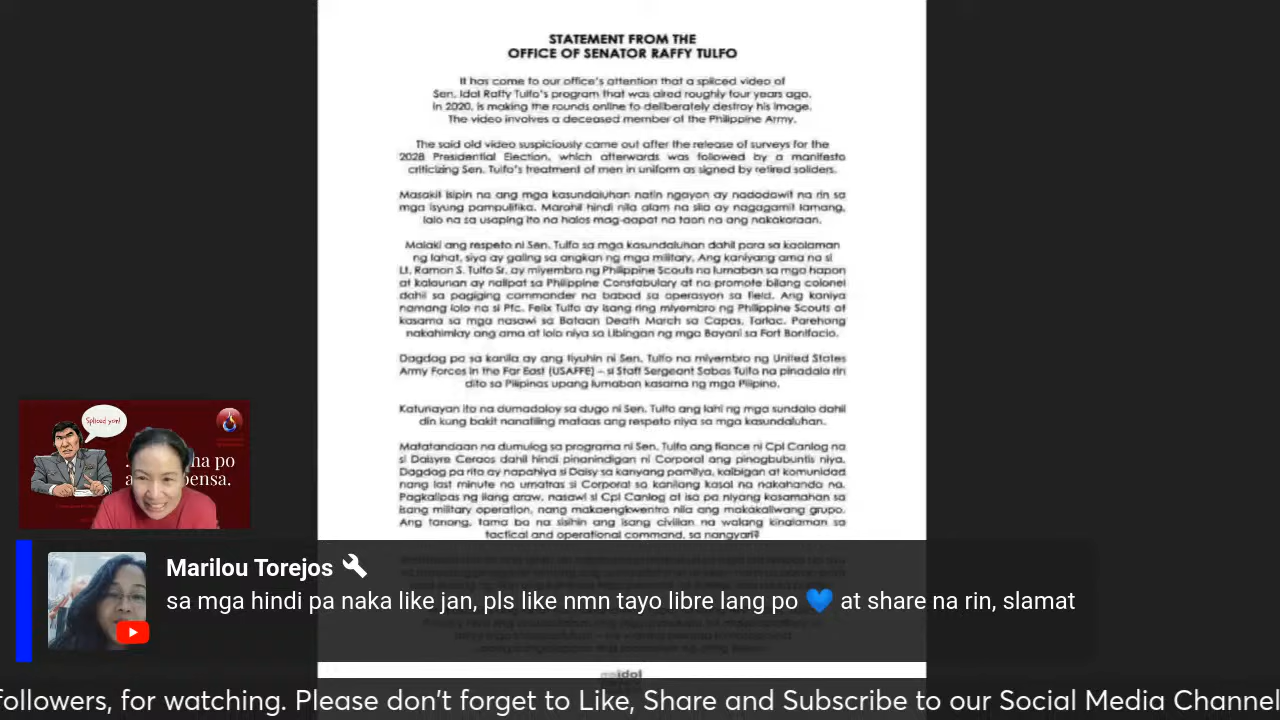 STATEMENT FROM THE
OFFICE OF SENATOR RAFFY TULFO
It has come to our office's attention that a spliced video of
Sen. Idol Raffy Tulfo's program that was aired roughly four years ago,
in 2020, is making the rounds online to deliberately destroy his image.
The video involves a deceased member of the Philippine Army.
The said old video suspiciously came out after the release of surveys for the
2028 Presidential Election, which afterwards was followed by a manifesto
criticizing Sen. Tulfo's treatment of men in uniform as signed by retired soliders.
Masakit isipin na ang mga kasundaluhan natin ngayon ay nadadawit na rin sa
mga isyung pampulitika. Marahil hindi nila alam na sila ay nagagamit lamang,
lalo na sa usaping ito na halos mag-aapat na taon na ang nakakaraan.
Malaki ang respeto ni Sen. Tulfo sa mga kasundaluhan dahil para sa kaalaman
ng lahat, siya ay galing sa angkan ng mga military. Ang kaniyang ama na si
Lt. Ramon S. Tulfo Sr. ay miyembro ng Philippine Scouts na lumaban sa mga hapon
at kalaunan ay nalipat sa Philippine Constabulary at na promote bilang colonel
dahil sa pagiging commander na babad sa operasyon sa field. Ang kaniya
namang lolo na si Pfc. Felix Tulfo ay isang ring miyembro ng Philippine Scouts at
kasama sa mga nasawi sa Bataan Death March sa Capas, Tarlac. Parehong
nakahimlay ang ama at lolo niya sa Libingan ng mga Bayani sa Fort Bonifacio.
Dagdag pa sa kanila ay ang tiyuhin ni Sen. Tulfo na miyembro ng United States
Army Forces in the Far East (USAFFE) – si Staff Sergeant Sabas Tulfo na pinadala rin
dito sa Pilipinas upang lumaban kasama ng mga Pilipino.
Katunayan ito na dumadaloy sa dugo ni Sen. Tulfo ang lahi ng mga sundalo dahil
din kung bakit nanatiling mataas ang respeto niya sa mga kasundaluhan.
Matatandaan na dumulog sa programa ni Sen. Tulfo ang fiance ni Cpl Canlog na
si Daisyre Ceraos dahil hindi pinanindigan ni Corporal ang pinagbubuntis niya.
Dagdag pa rito ay napahiya si Daisy sa kanyang pamilya, kaibigan at komunidad
nang last minute na umatras si Corporal sa kanilang kasal na nakahanda na.
Pagkalipas ng ilang araw, nasawi si Cpl Canlog at isa pa niyang kasamahan sa
isang military operation, nang makaengkwentro nila ang makakaliwang grupo.
Ang tanong, tama ba na sisihin ang isang civilian na walang kinalaman sa
tactical and operational command, sa nangyari?
Spliced yan!
ha po
pensa.
Marilou Torejos
sa mga hindi pa naka like jan, pls like nmn tayo libre lang po 💙 at share na rin, slamat
idol
followers, for watching. Please don't forget to Like, Share and Subscribe to our Social Media Channel